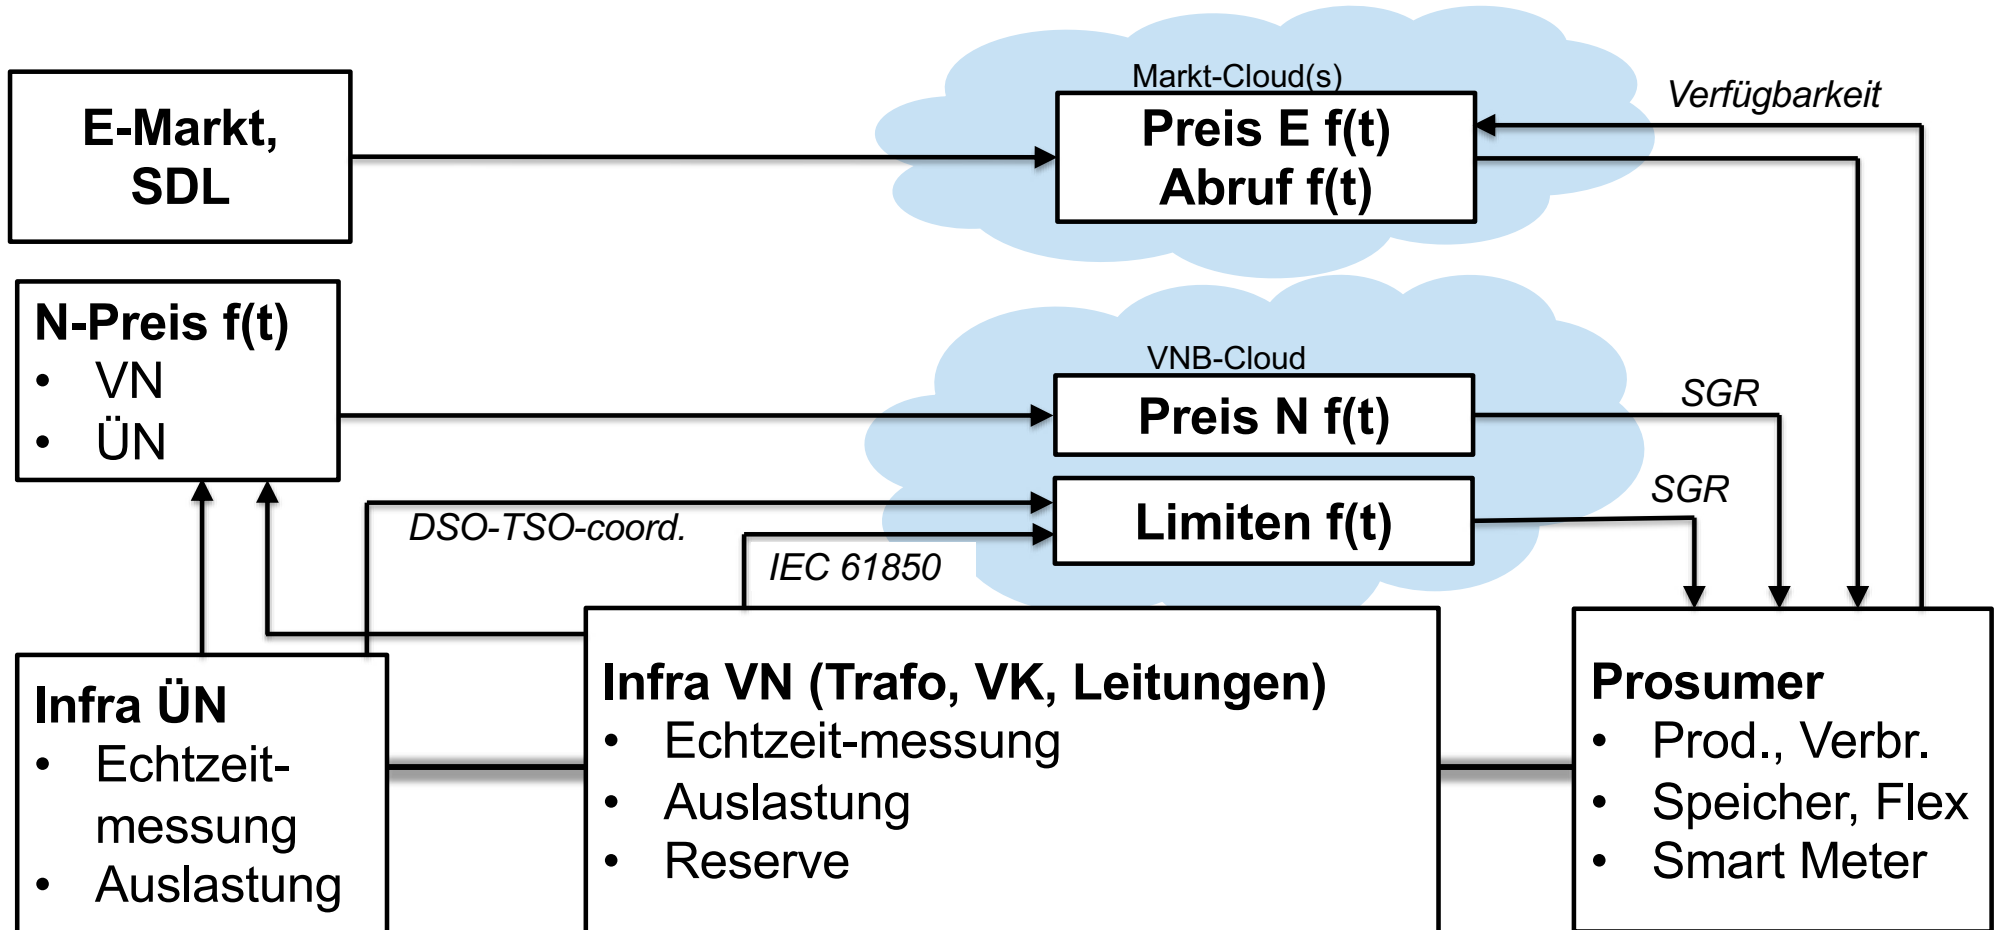 Markt-Cloud(s)
E-Markt,
SDL
Preis E f(t)
Abruf f(t)
Verfügbarkeit
N-Preis f(t)
• VN
• ÜN
VNB-Cloud
Preis N f(t)
SGR
Limiten f(t)
SGR
DSO-TSO-coord.
IEC 61850
Infra ÜN
• Echtzeit-
messung
• Auslastung
Infra VN (Trafo, VK, Leitungen)
• Echtzeit-messung
• Auslastung
• Reserve
Prosumer
• Prod., Verbr.
• Speicher, Flex
• Smart Meter